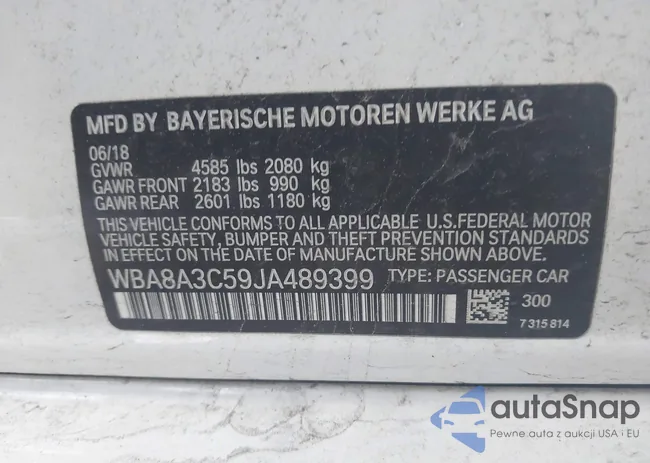 MFD BY BAYERISCHE MOTOREN WERKE AG
06/18
GVWR 4585 lbs 2080 kg
GAWR FRONT 2183 lbs 990 kg
GAWR REAR 2601 lbs 1180 kg
THIS VEHICLE CONFORMS TO ALL APPLICABLE U.S.FEDERAL MOTOR
VEHICLE SAFETY, BUMPER AND THEFT PREVENTION STANDARDS
IN EFFECT ON THE DATE OF MANUFACTURE SHOWN ABOVE.
WBA8A3C59JA489399 TYPE: PASSENGER CAR
300
7 315 814
autaSnap
Pewne auta z aukcji USA i EU